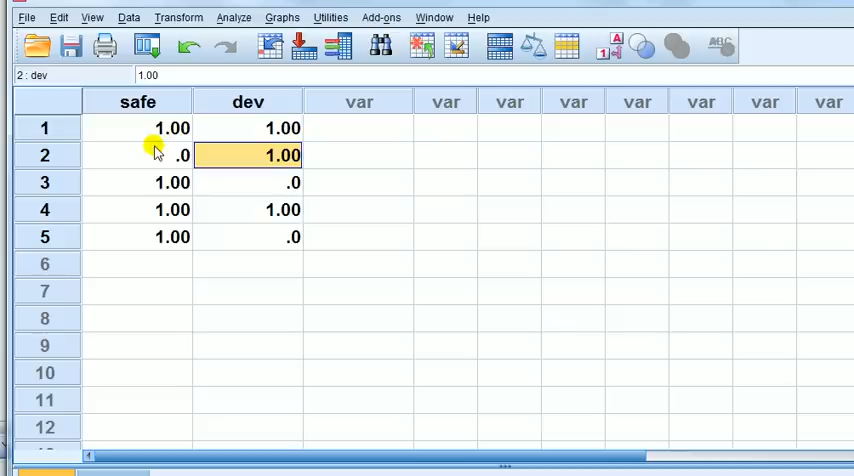 File Edit View Data Transform Analyze Graphs Utilities Add-ons Window Help
1 A ABC
2 : dev 1.00
safe dev var var var var var var var var
1 1.00 1.00
2 .0 1.00
3 1.00 .0
4 1.00 1.00
5 1.00 .0
6
7
8
9
10
11
12